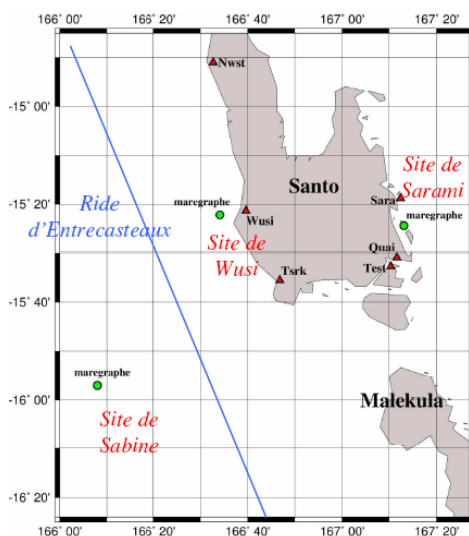 166˚ 00' 166˚ 20' 166˚ 40' 167˚ 00' 167˚ 20'
Nwst
-15˚ 00'
Site de
Sarami
Santo
Sara
-15˚ 20'
maregraphe
maregraphe
Ride
d'Entrecasteaux
Wusi
Site de
Wusi
Quai
Test
Tsrk
-15˚ 40'
maregraphe
-16˚ 00'
Malekula
Site de
Sabine
-16˚ 20'
166˚ 00' 166˚ 20' 166˚ 40' 167˚ 00' 167˚ 20'